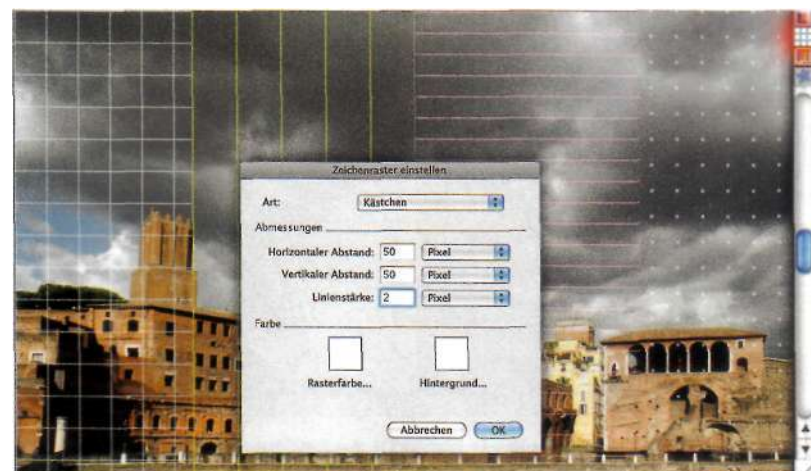 Zeichenraster einstellen
Art: Kästchen
Abmessungen
Horizontaler Abstand: 50 Pixel
Vertikaler Abstand: 50 Pixel
Linienstärke: 2 Pixel
Farbe
Rasterfarbe... Hintergrund...
Abbrechen OK